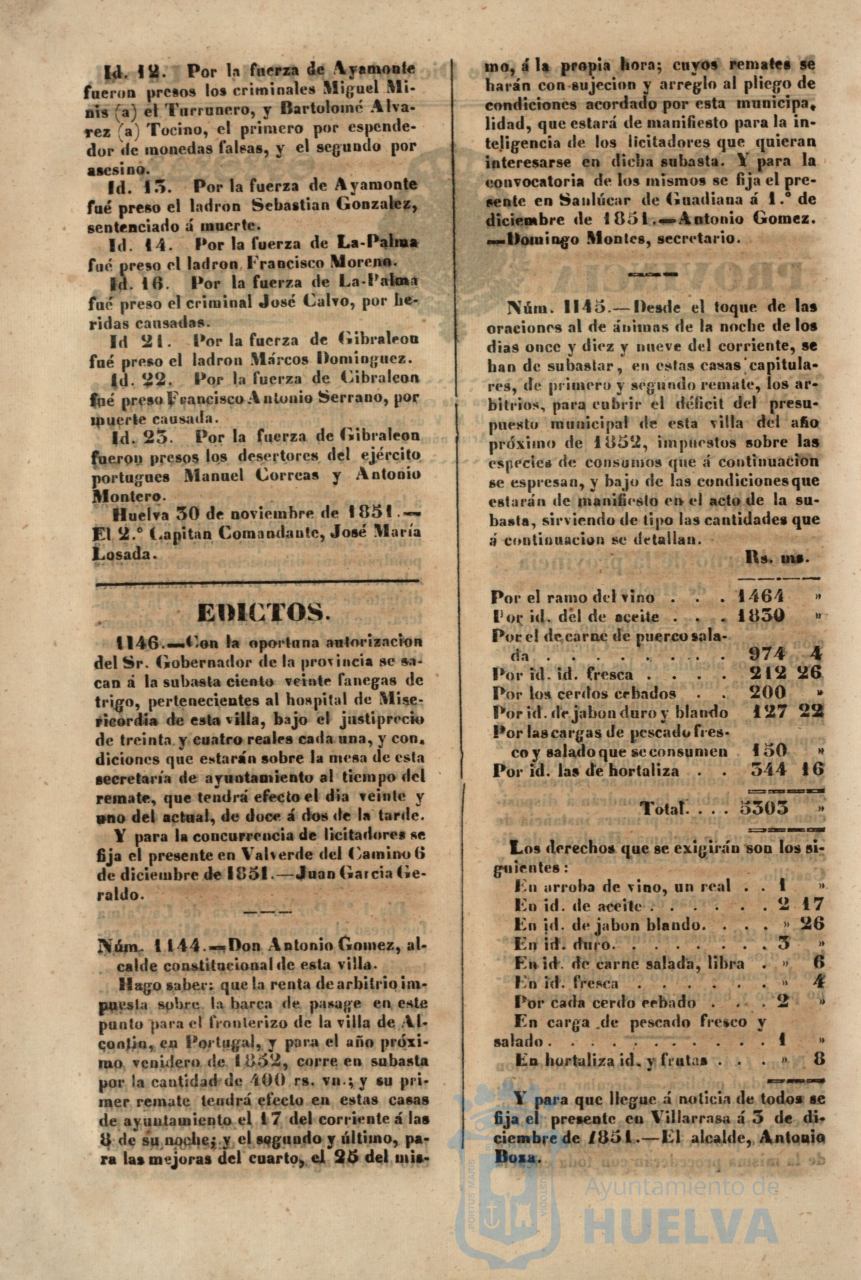 Id. 12. Por la fuerza de Ayamonte
fueron presos los criminales Miguel Mi-
nis (a) el Turrunero, y Bartolomé Alva-
rez (a) Tocino, el primero por espende-
dor de monedas falsas, y el segundo por
asesino.
Id. 13. Por la fuerza de Ayamonte
fué preso el ladron Sebastian Gonzalez,
sentenciado á muerte.
Id. 14. Por la fuerza de La-Palma
fué preso el ladron Francisco Moreno.
Id. 16. Por la fuerza de La-Palma
fué preso el criminal José Calvo, por he-
ridas causadas.
Id 21. Por la fuerza de Gibraleon
fué preso el ladron Márcos Dominguez.
Id. 22. Por la fuerza de Gibraleon
fué preso Francisco Antonio Serrano, por
muerte causada.
Id. 23. Por la fuerza de Gibraleon
fueron presos los desertores del ejército
portugues Manuel Correas y Antonio
Montero.
Huelva 30 de noviembre de 1851.—
El 2.º Capitan Comandante, José María
Losada.
EDICTOS.
1146.—Con la oportuna autorizacion
del Sr. Gobernador de la provincia se sa-
can á la subasta ciento veinte fanegas de
trigo, pertenecientes al hospital de Mise-
ricordia de esta villa, bajo el justiprecio
de treinta y cuatro reales cada una, y con.
diciones que estarán sobre la mesa de esta
secretaría de ayuntamiento al tiempo del
remate, que tendrá efecto el dia veinte y
uno del actual, de doce á dos de la tarde.
Y para la concurrencia de licitadores se
fija el presente en Valverde del Camino 6
de diciembre de 1851.—Juan Garcia Ge-
raldo.
Núm. 1144.—Don Antonio Gomez, al-
calde constitucional de esta villa.
Hago saber: que la renta de arbitrio im-
puesta sobre la barca de pasage en este
punto para el fronterizo de la villa de Al-
contin, en Portugal, y para el año próxi-
mo venidero de 1852, corre en subasta
por la cantidad de 400 rs. vn.; y su pri-
mer remate tendrá efecto en estas casas
de ayuntamiento el 17 del corriente á las
8 de su noche; y el segundo y último, pa-
ra las mejoras del cuarto, el 25 del mis-
mo, á la propia hora; cuyos remates se
harán con sujecion y arreglo al pliego de
condiciones acordado por esta municipa,
lidad, que estará de manifiesto para la in-
teligencia de los licitadores que quieran
interesarse en dicha subasta. Y para la
convocatoria de los mismos se fija el pre-
sente en Sanlúcar de Guadiana á 1.º de
diciembre de 1851.—Antonio Gomez.
—Domingo Montes, secretario.
Núm. 1145.—Desde el toque de las
oraciones al de ánimas de la noche de los
dias once y diez y nueve del corriente, se
han de subastar, en estas casas capitula-
res, de primero y segundo remate, los ar-
bitrios, para cubrir el déficit del presu-
puesto municipal de esta villa del año
próximo de 1852, impuestos sobre las
especies de consumos que á continuacion
se espresan, y bajo de las condiciones que
estarán de manifiesto en el acto de la su-
basta, sirviendo de tipo las cantidades que
á continuacion se detallan.
Rs. ms.
Por el ramo del vino . . . 1464 »
Por id. del de aceite . . . 1830 »
Por el de carne de puerco sala-
da . . . . . . . . . 974 4
Por id. id. fresca . . . . 212 26
Por los cerdos cebados . . 200 »
Por id. de jabon duro y blando 127 22
Por las cargas de pescado fres-
co y salado que se consumen 150 »
Por id. las de hortaliza . . 344 16
Total. . . . 5303 »
Los derechos que se exigirán son los si-
guientes:
En arroba de vino, un real . . 1 »
En id. de aceite . . . . . . 2 17
En id. de jabon blando. . . . » 26
En id. duro. . . . . . . . 3 »
En id. de carne salada, libra . » 6
En id. fresca . . . . . . » 4
Por cada cerdo cebado . . . 2 »
En carga de pescado fresco y
salado. . . . . . . . . . 1 »
En hortaliza id. y frutas . . . » 8
Y para que llegue á noticia de todos se
fija el presente en Villarrasa á 3 de di-
ciembre de 1851.—El alcalde, Antonio
Boza.
Ayuntamiento de
HUELVA